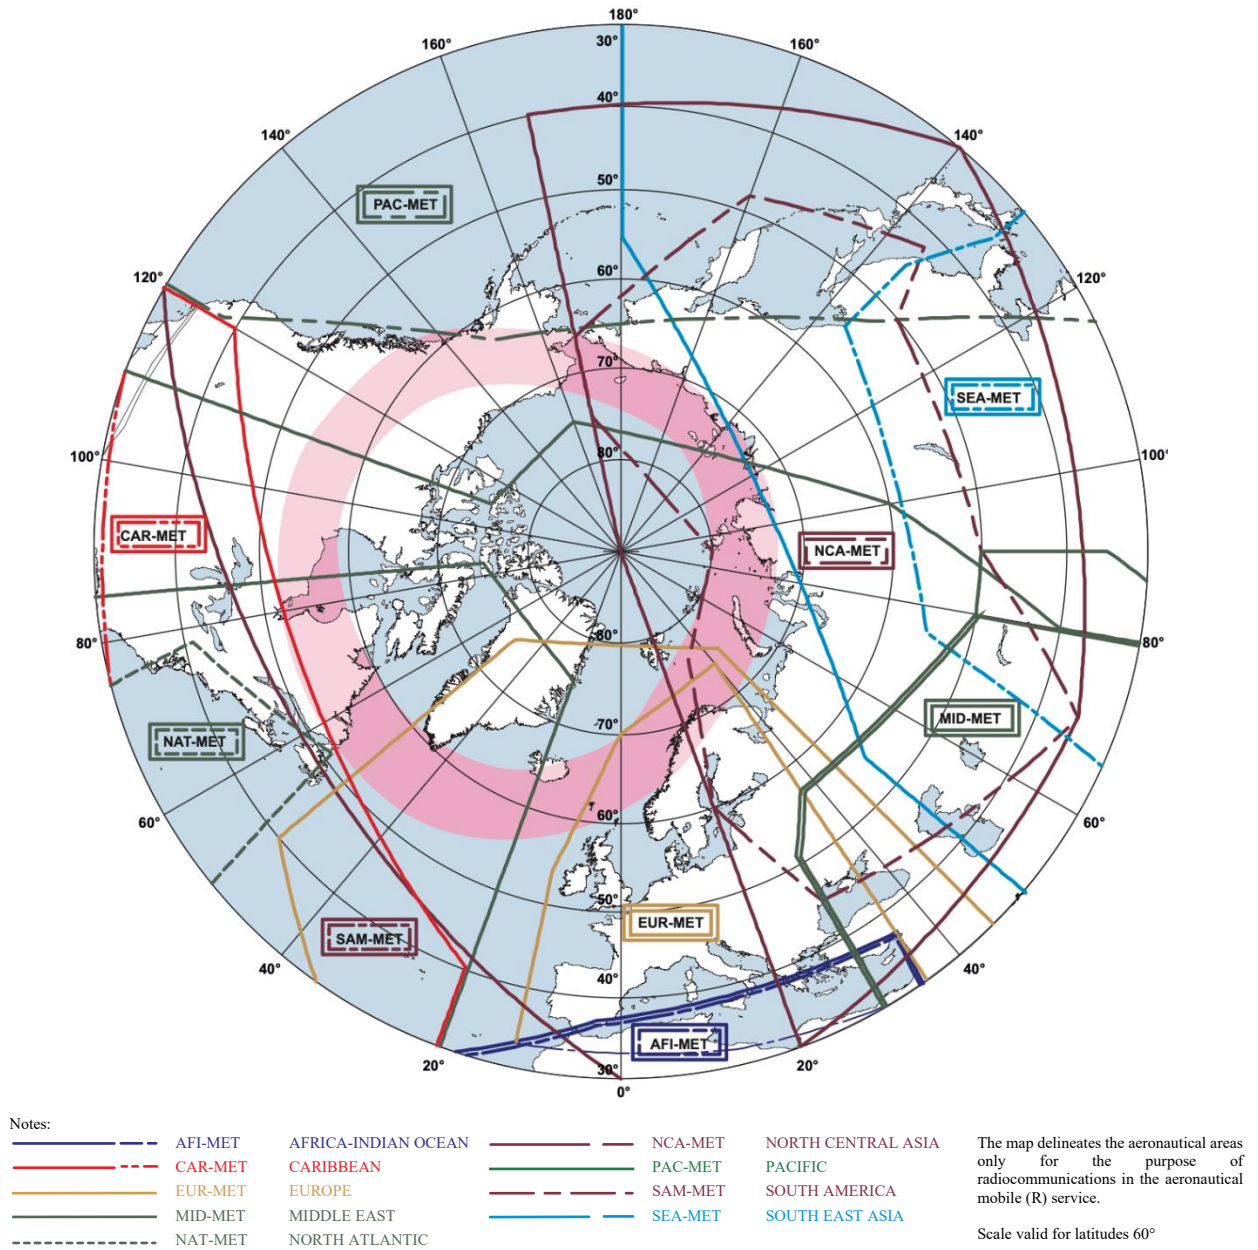 180°
160°
30°
160°
140°
40°
140°
50°
PAC-MET
120°
60°
120°
70°
SEA-MET
100°
80°
100°
CAR-MET
NCA-MET
80°
80°
80°
NAT-MET
70°
MID-MET
60°
60°
60°
50°
EUR-MET
SAM-MET
40°
40°
40°
AFI-MET
20°
30°
20°
0°
Notes:
AFI-MET AFRICA-INDIAN OCEAN
CAR-MET CARIBBEAN
EUR-MET EUROPE
MID-MET MIDDLE EAST
NAT-MET NORTH ATLANTIC
NCA-MET NORTH CENTRAL ASIA
PAC-MET PACIFIC
SAM-MET SOUTH AMERICA
SEA-MET SOUTH EAST ASIA
The map delineates the aeronautical areas
only for the purpose of
radiocommunications in the aeronautical
mobile (R) service.
Scale valid for latitudes 60°